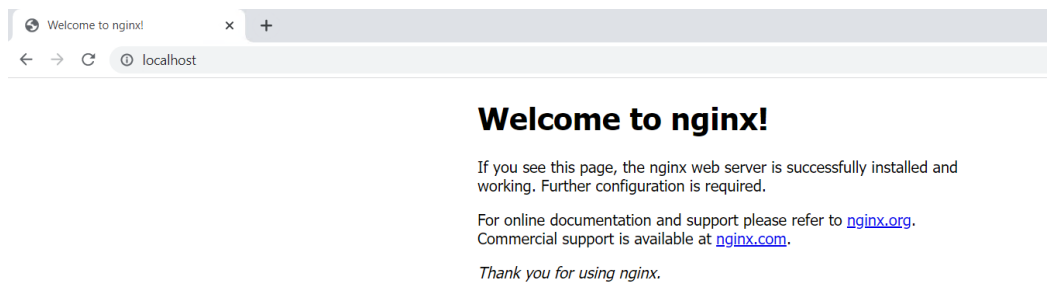 Welcome to nginx!
localhost
Welcome to nginx!
If you see this page, the nginx web server is successfully installed and
working. Further configuration is required.
For online documentation and support please refer to nginx.org.
Commercial support is available at nginx.com.
Thank you for using nginx.